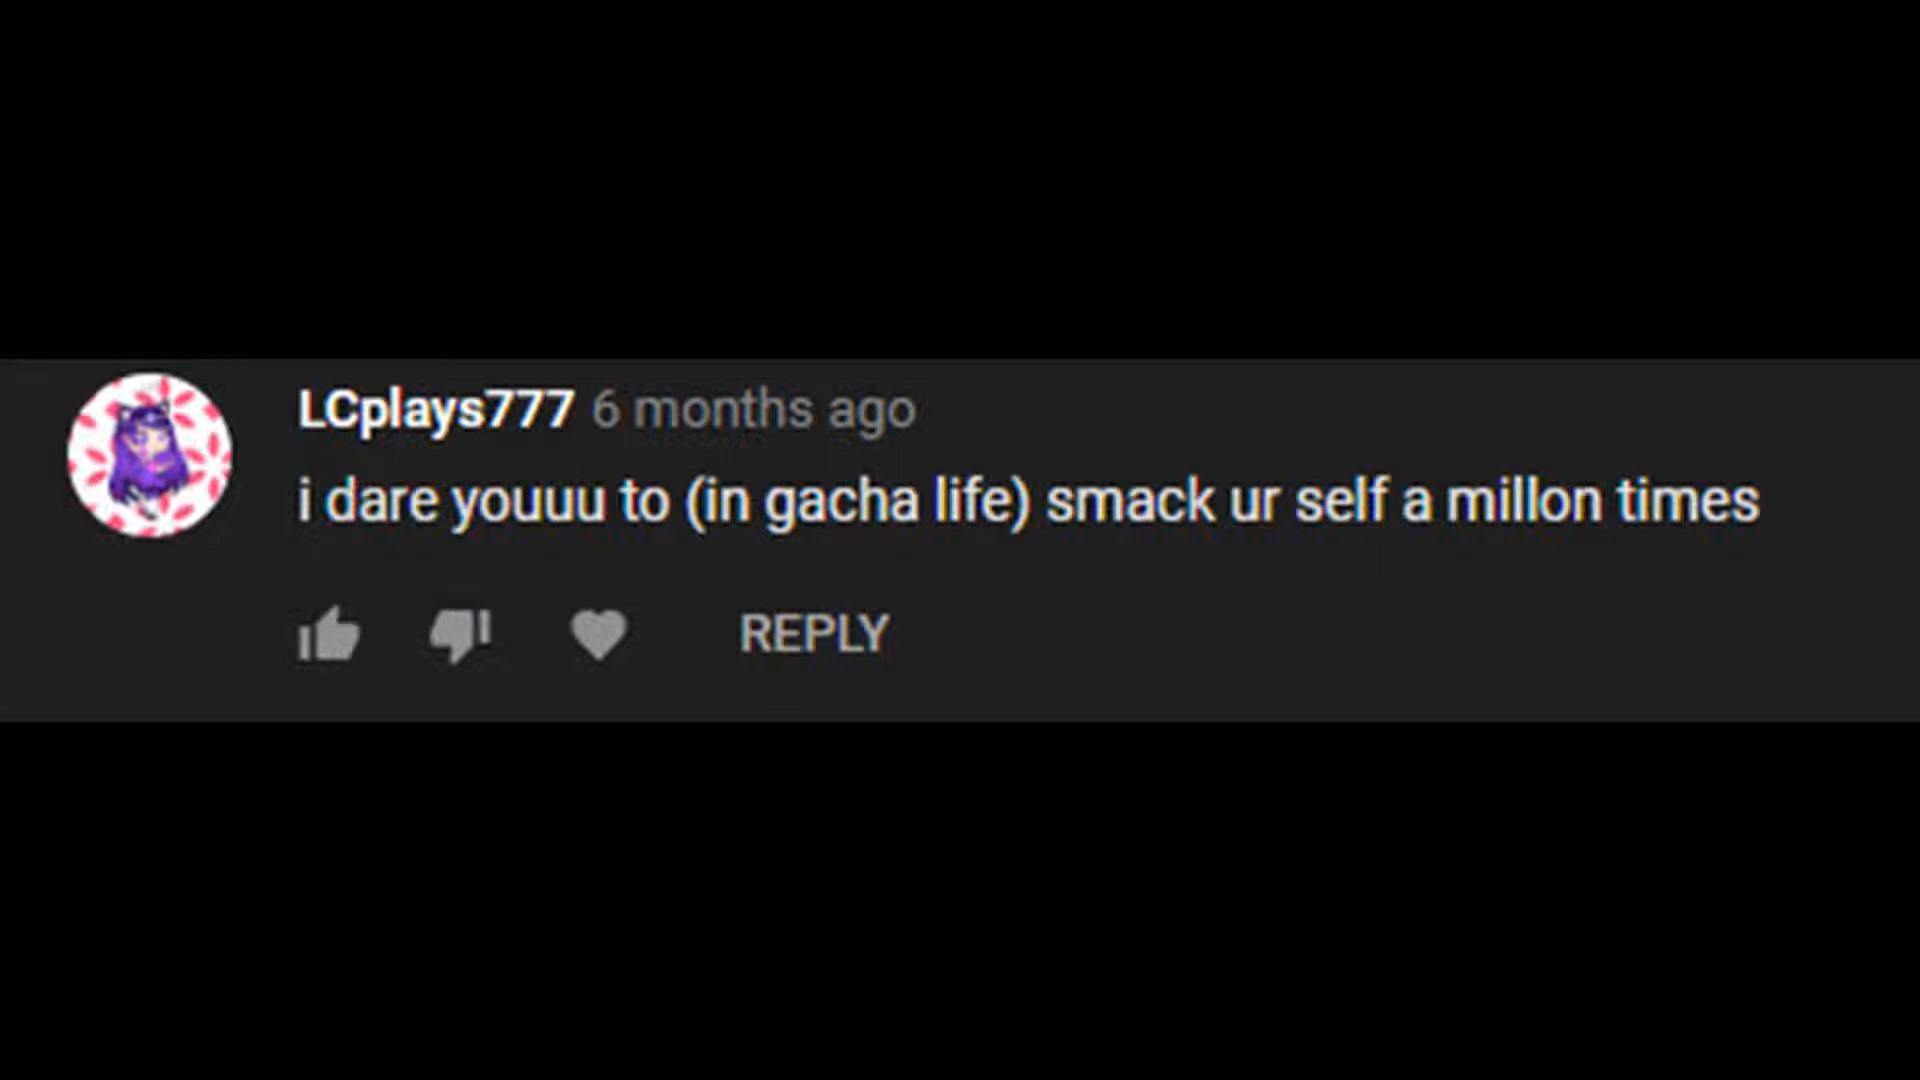 LCplays777 6 months ago
i dare youuu to (in gacha life) smack ur self a millon times
REPLY